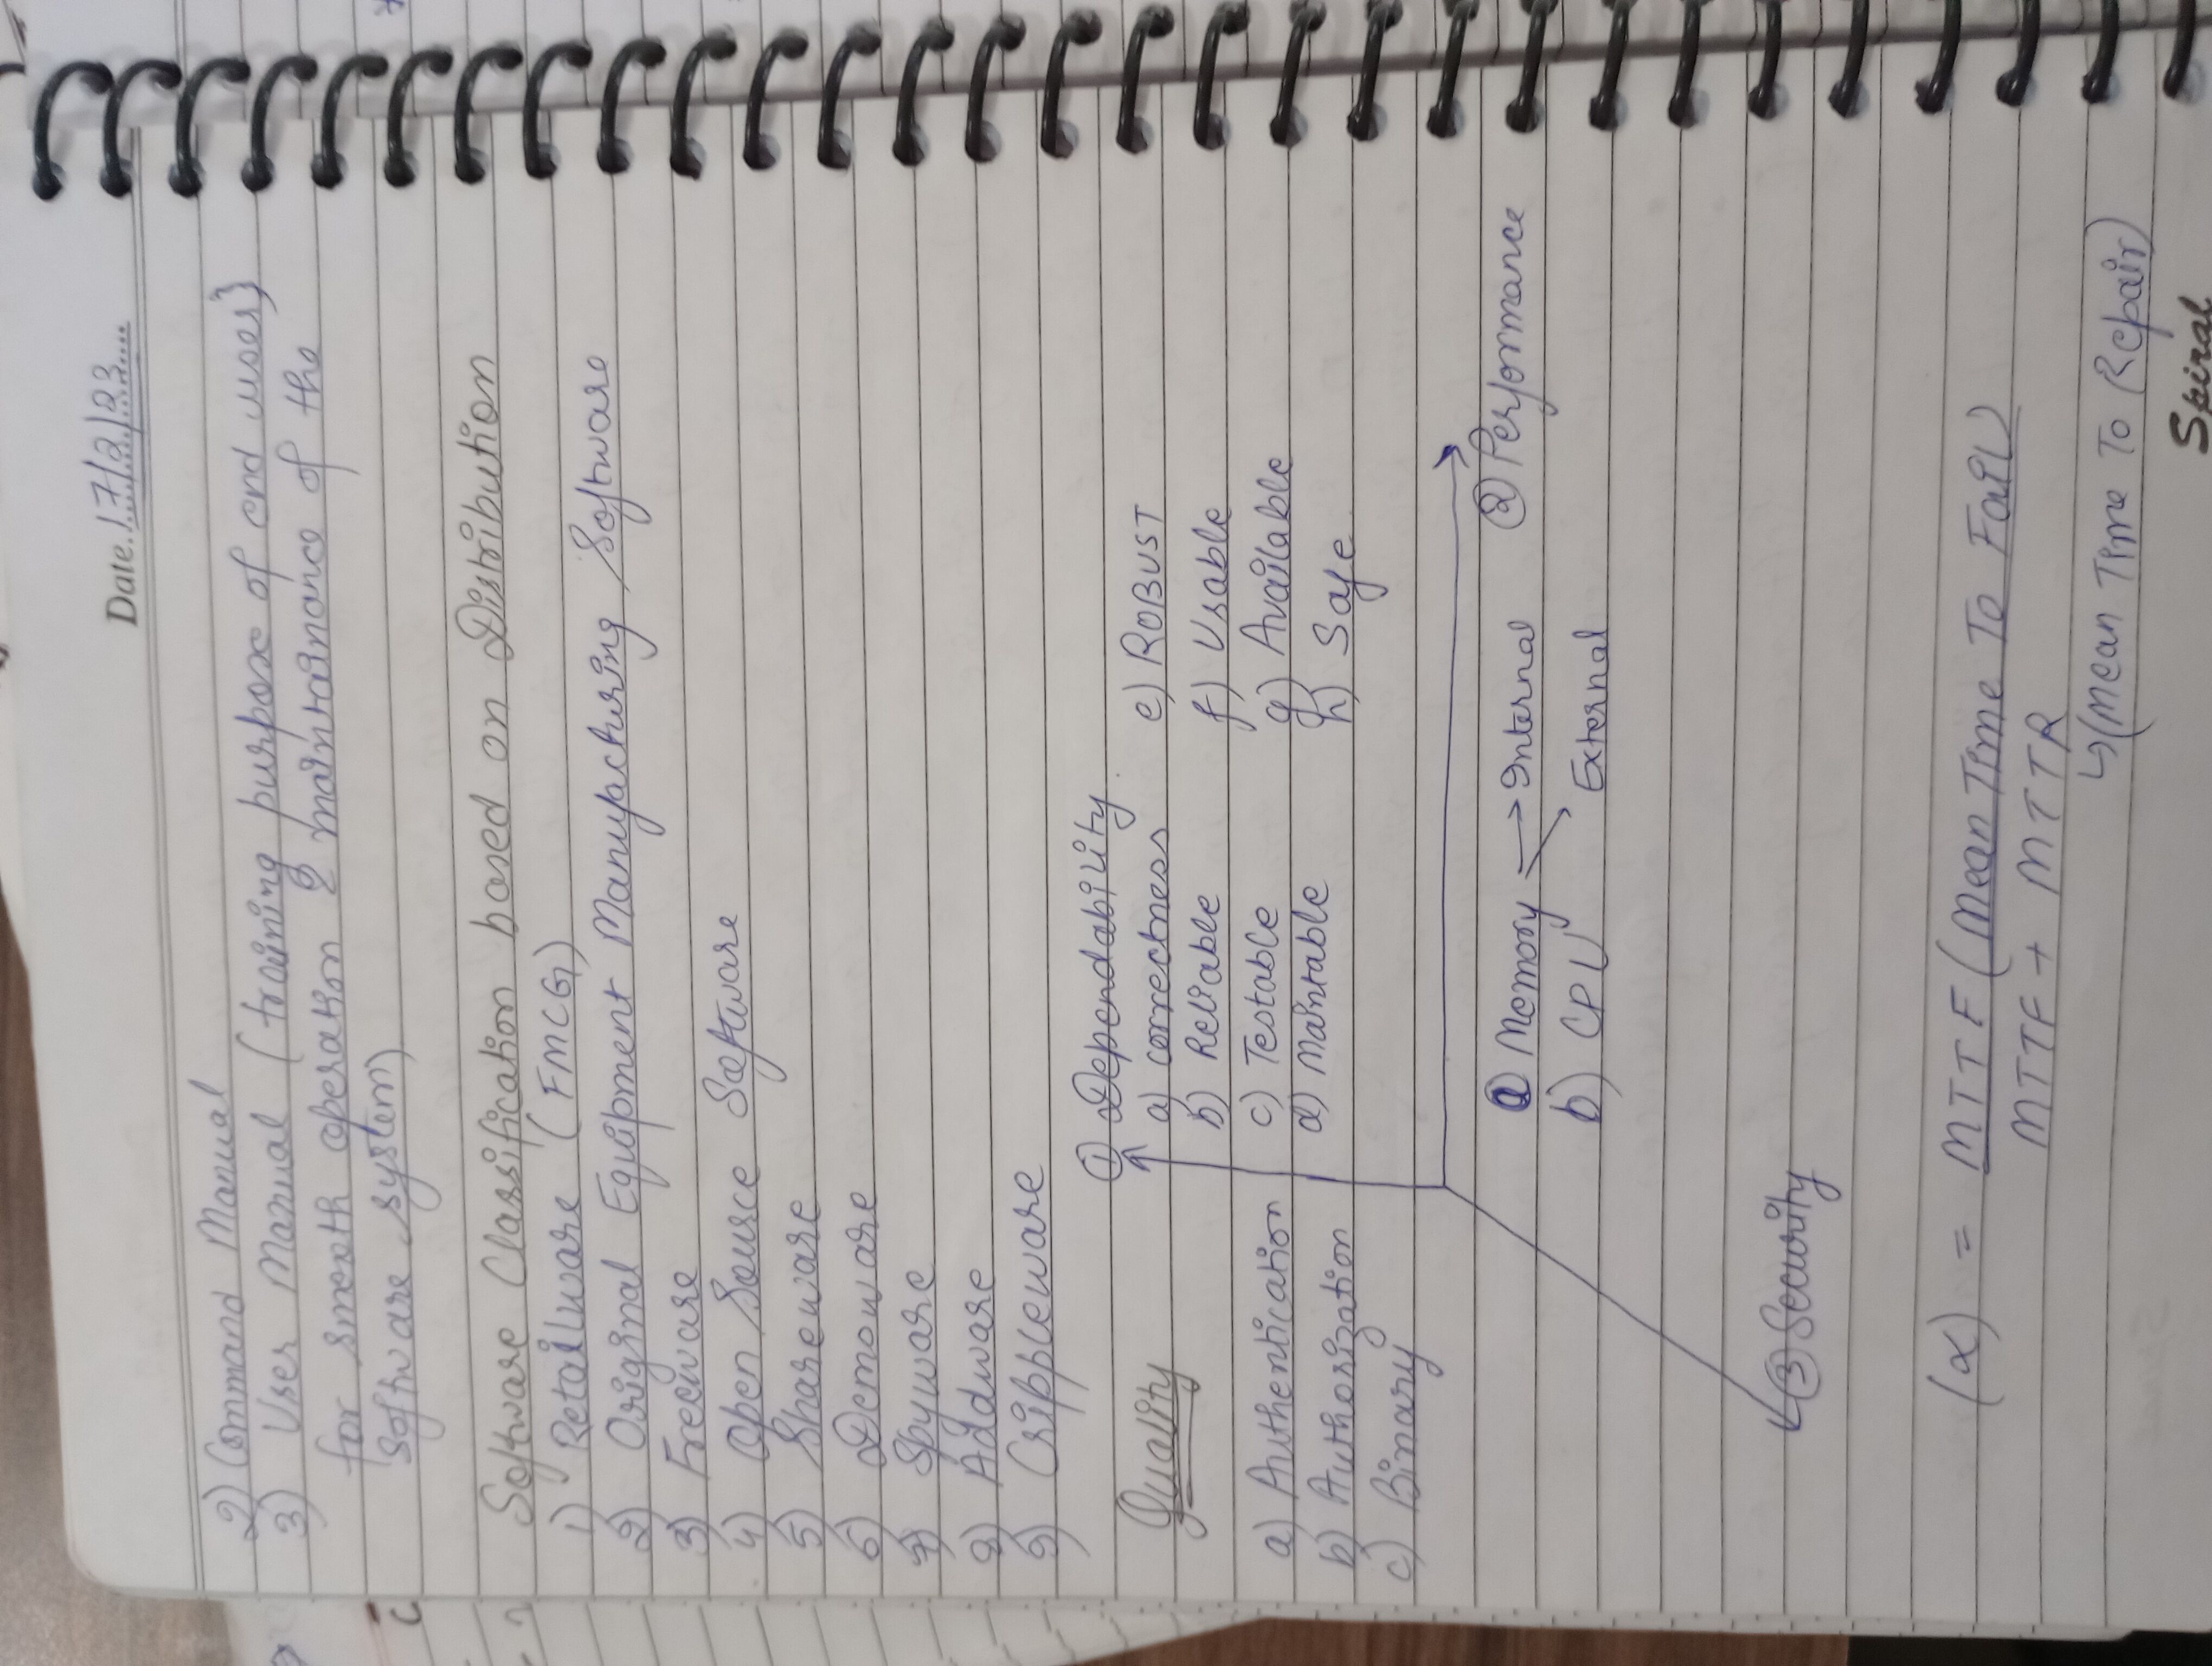 Date. 17/2/23
2) Command Manual
3) User Manual (training purpose of end user}
for smooth operation & maintainance of the
software system)
Software Classification based on Distribution
1) Retailware (FMCG)
2) Original Equipment Manufacturing Software
3) Freeware
4) Open Source Software
5) Shareware
6) Demoware
7) Spyware
8) Addware
9) Crippleware
Quality
① Dependability
a) correctness
b) Reliable
c) Testable
d) Maintable
e) ROBUST
f) Usable
g) Available
h) Safe
a) Authentication
b) Authorization
c) Binary
② Performance
a) Memory → Internal
→ External
b) CPU
③ Security
(α) = MTTF (Mean Time To Fail)
MTTF + MTTR
↳ (Mean Time To Repair)
Spiral